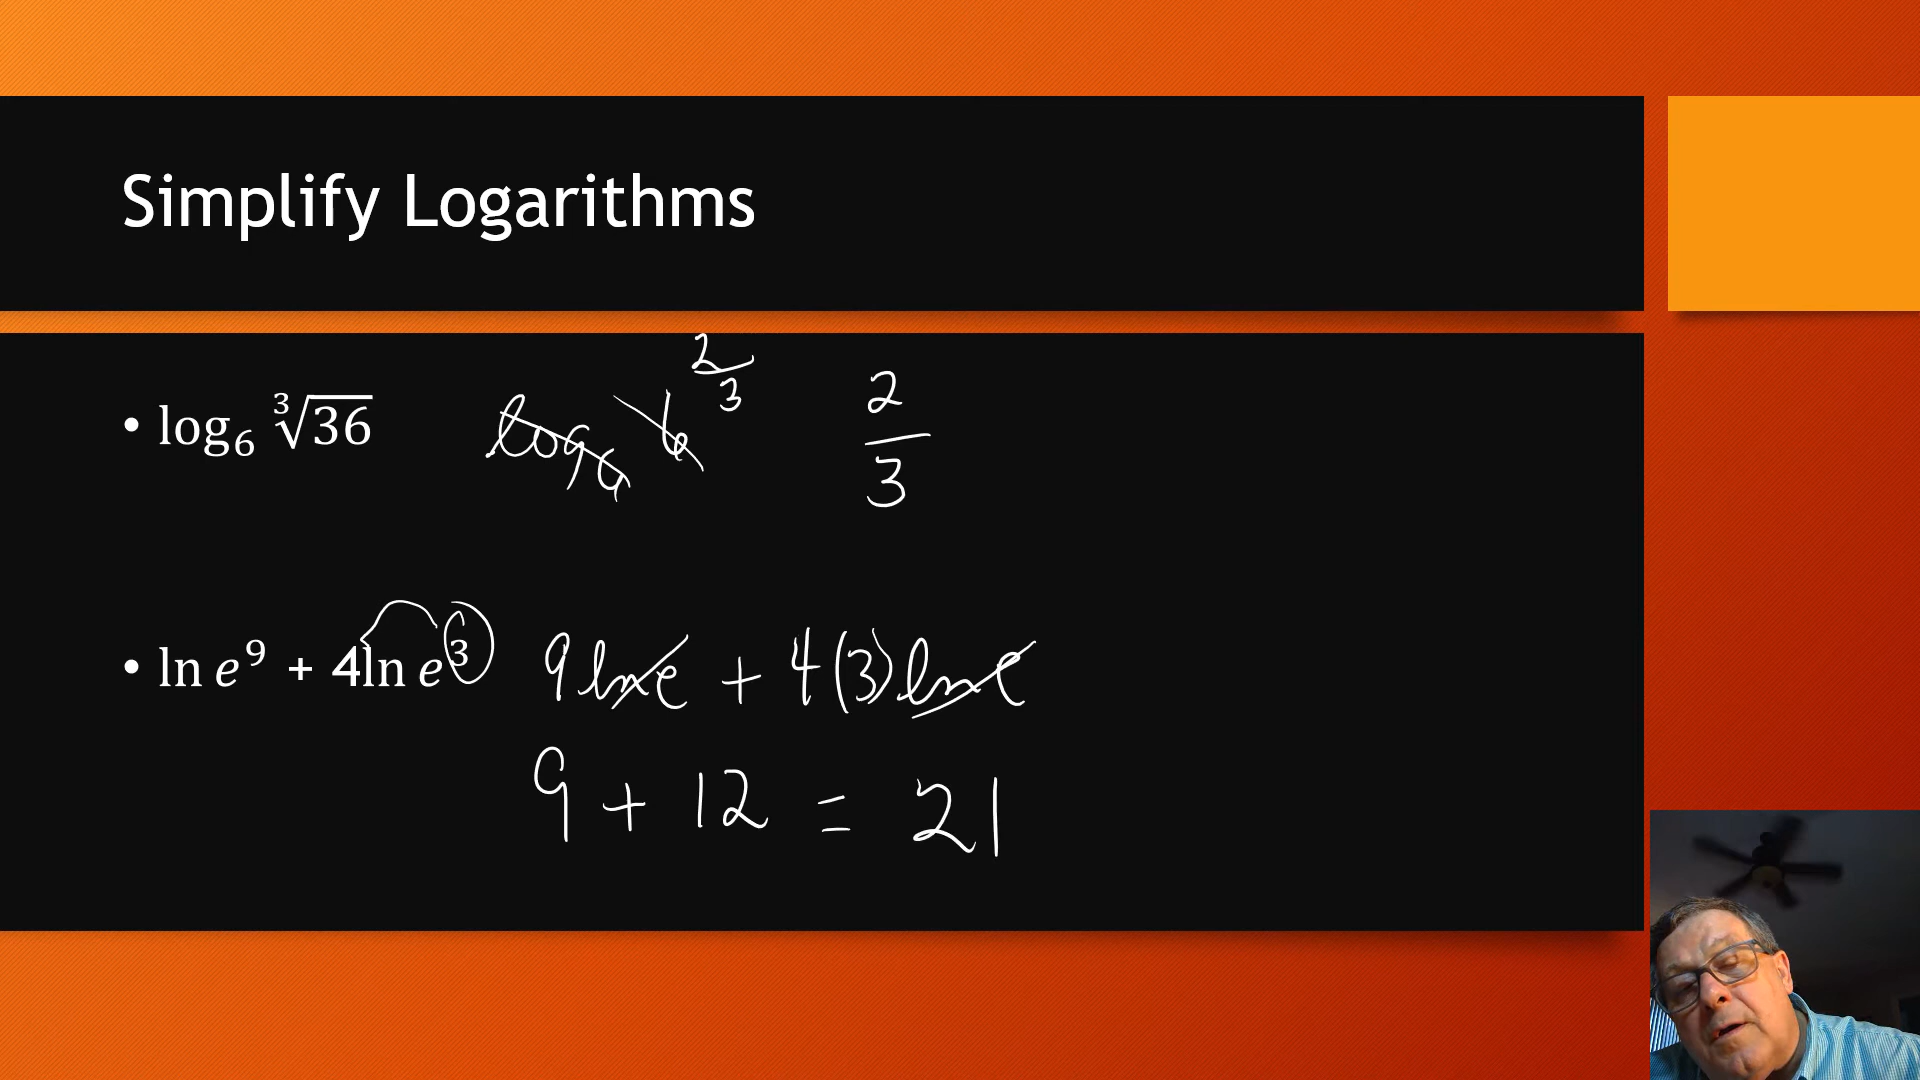 Simplify Logarithms
• log₆ ∛36 log₆ 6^(2/3) 2/3
• ln e⁹ + 4ln e³ 9 ln e + 4(3) ln e
9 + 12 = 21